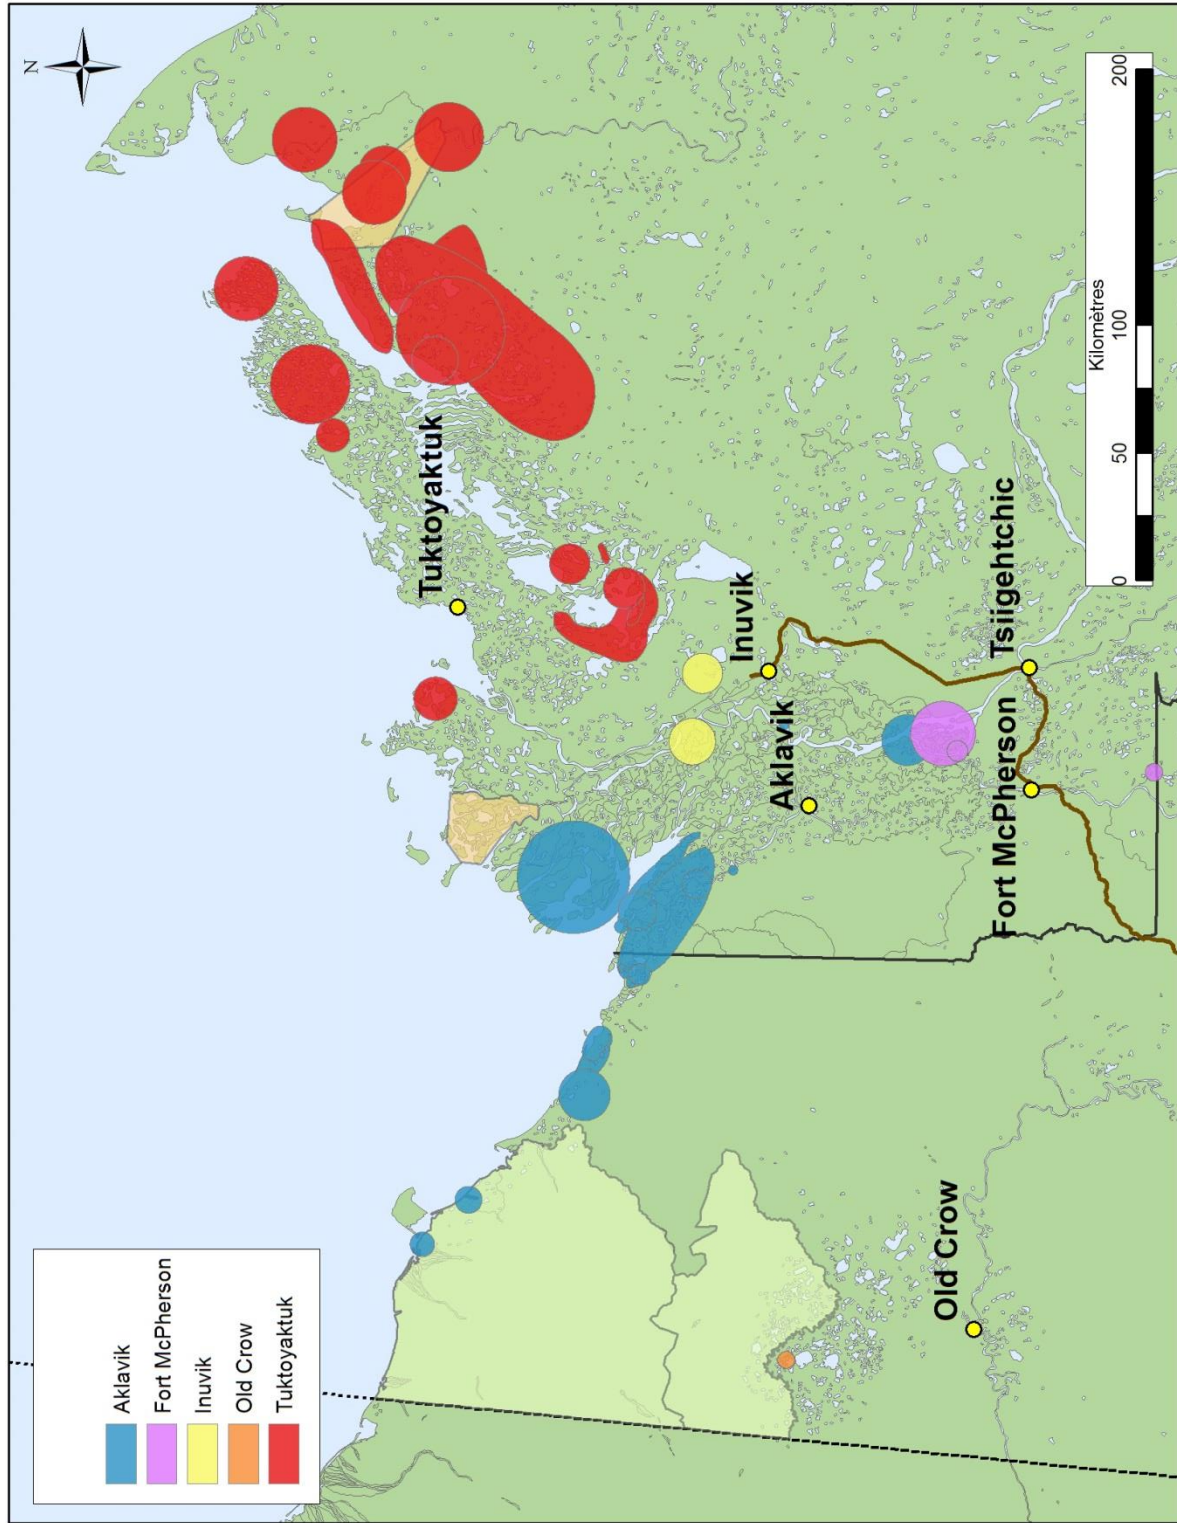 N
Tuktoyaktuk
Inuvik
Aklavik
Tsiigehtchic
Fort McPherson
Old Crow
Aklavik
Fort McPherson
Inuvik
Old Crow
Tuktoyaktuk
Kilomètres
0 50 100 200